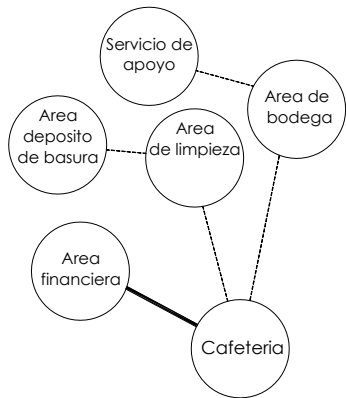 Servicio de
apoyo
Area de
bodega
Area
deposito
de basura
Area
de limpieza
Area
financiera
Cafeteria